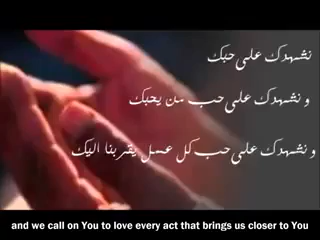 نشهدك على حبك
و نشهدك على حب من يحبك
و نشهدك على حب كل عمل يقربنا اليك
and we call on You to love every act that brings us closer to You